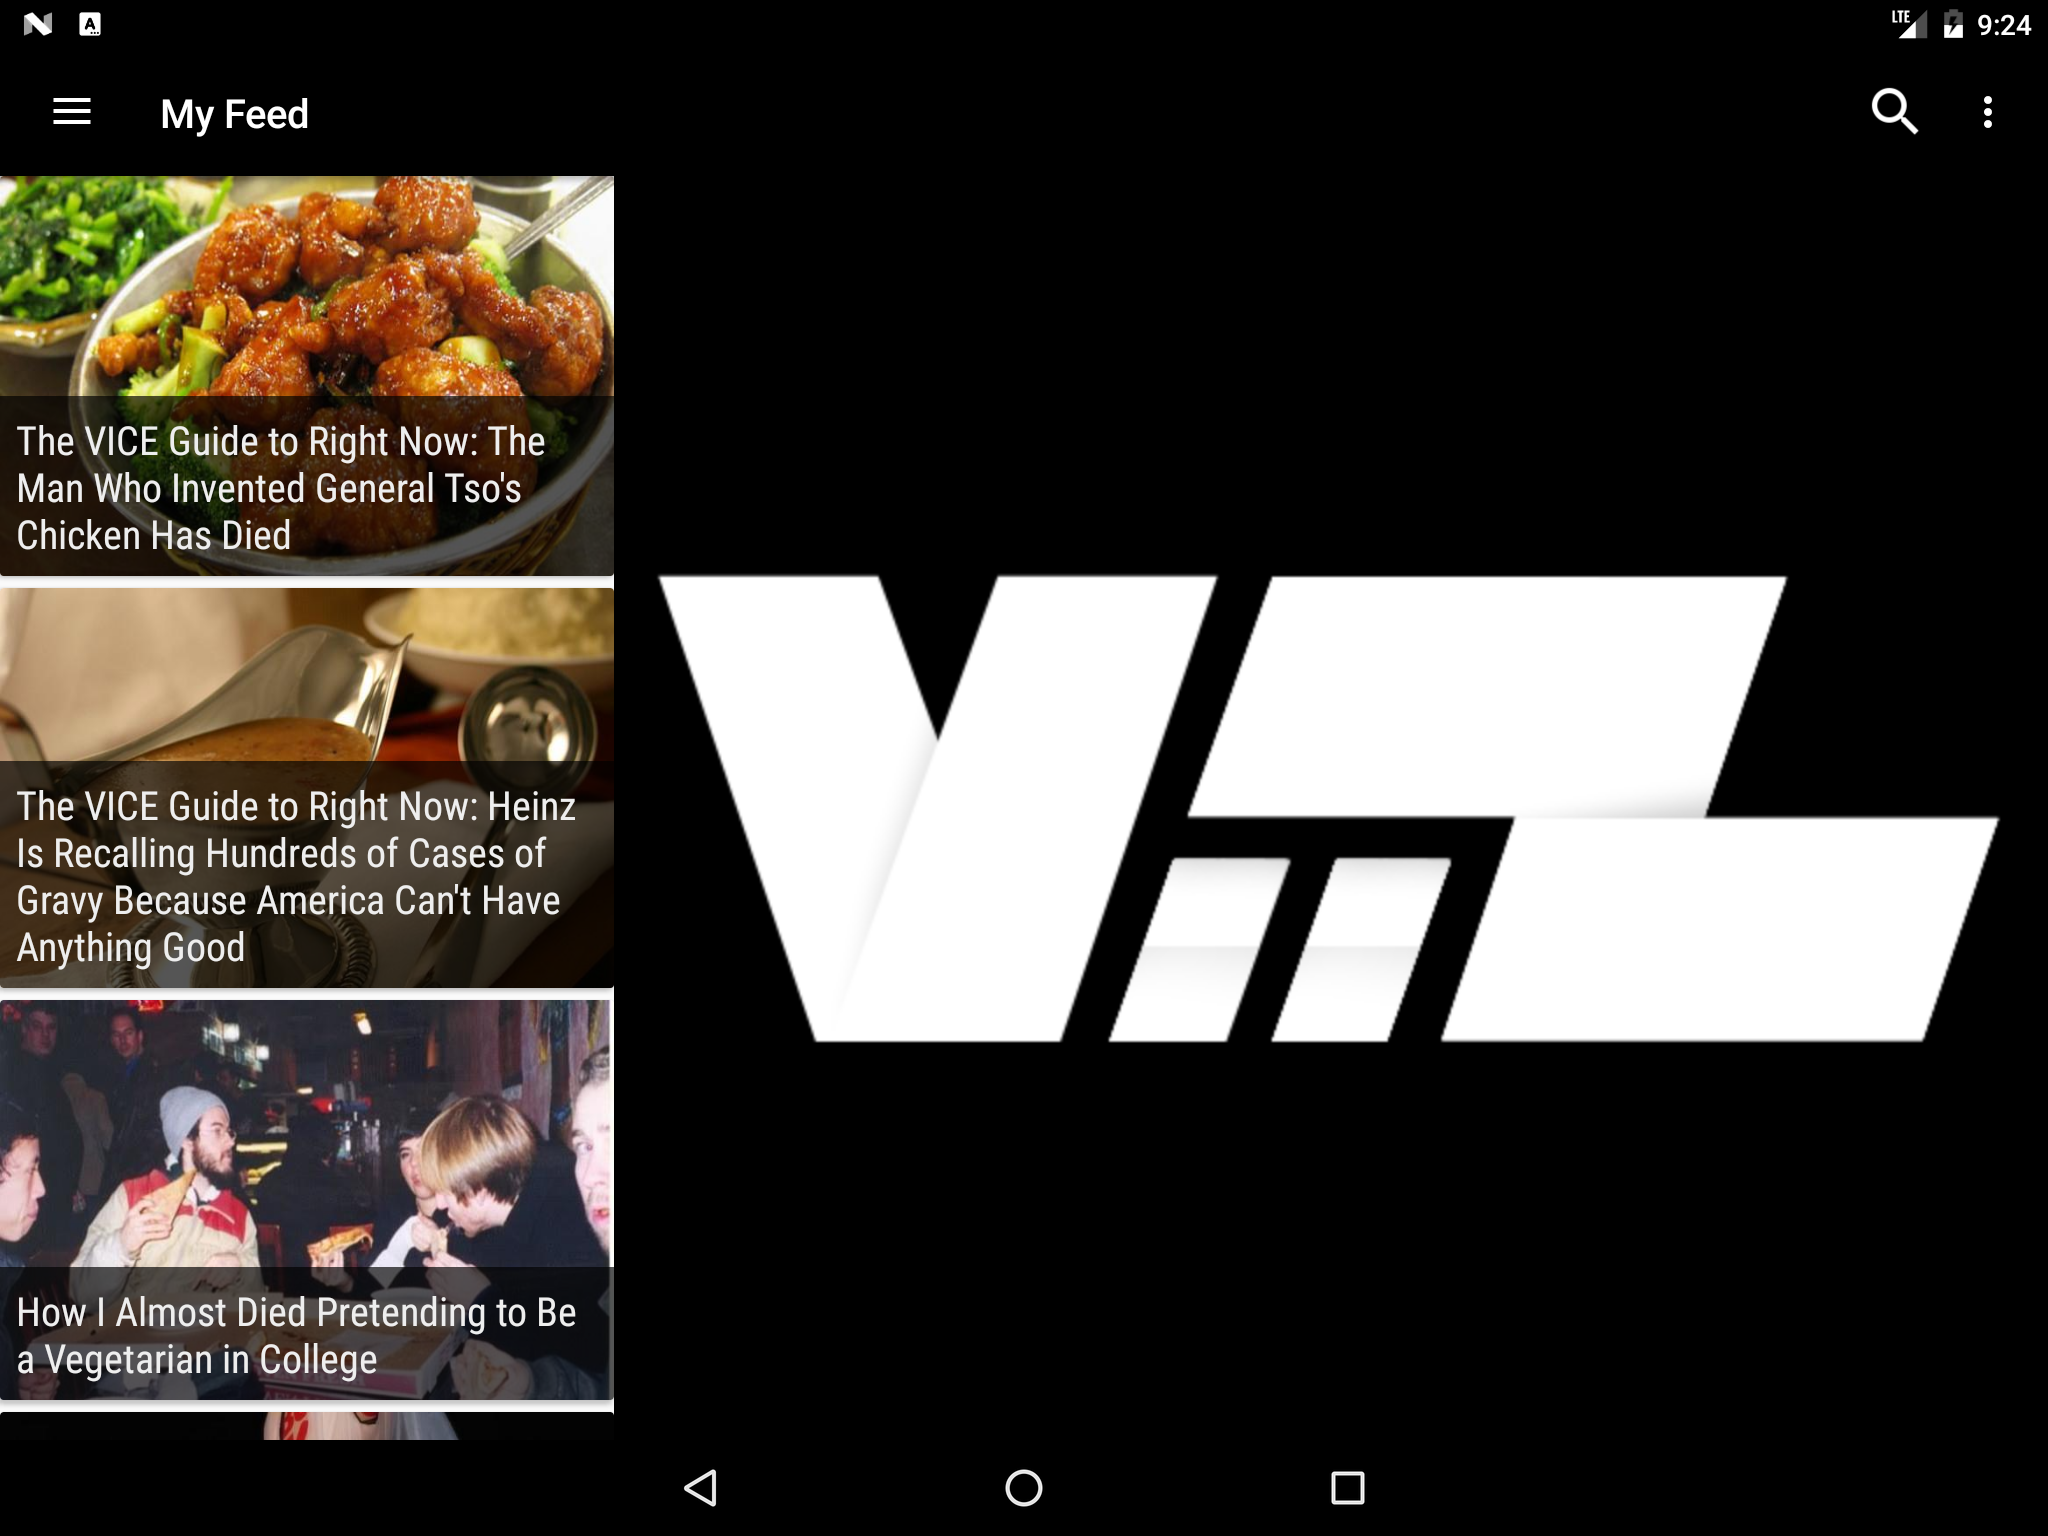 LTE 9:24
My Feed
The VICE Guide to Right Now: The
Man Who Invented General Tso's
Chicken Has Died
The VICE Guide to Right Now: Heinz
Is Recalling Hundreds of Cases of
Gravy Because America Can't Have
Anything Good
How I Almost Died Pretending to Be
a Vegetarian in College